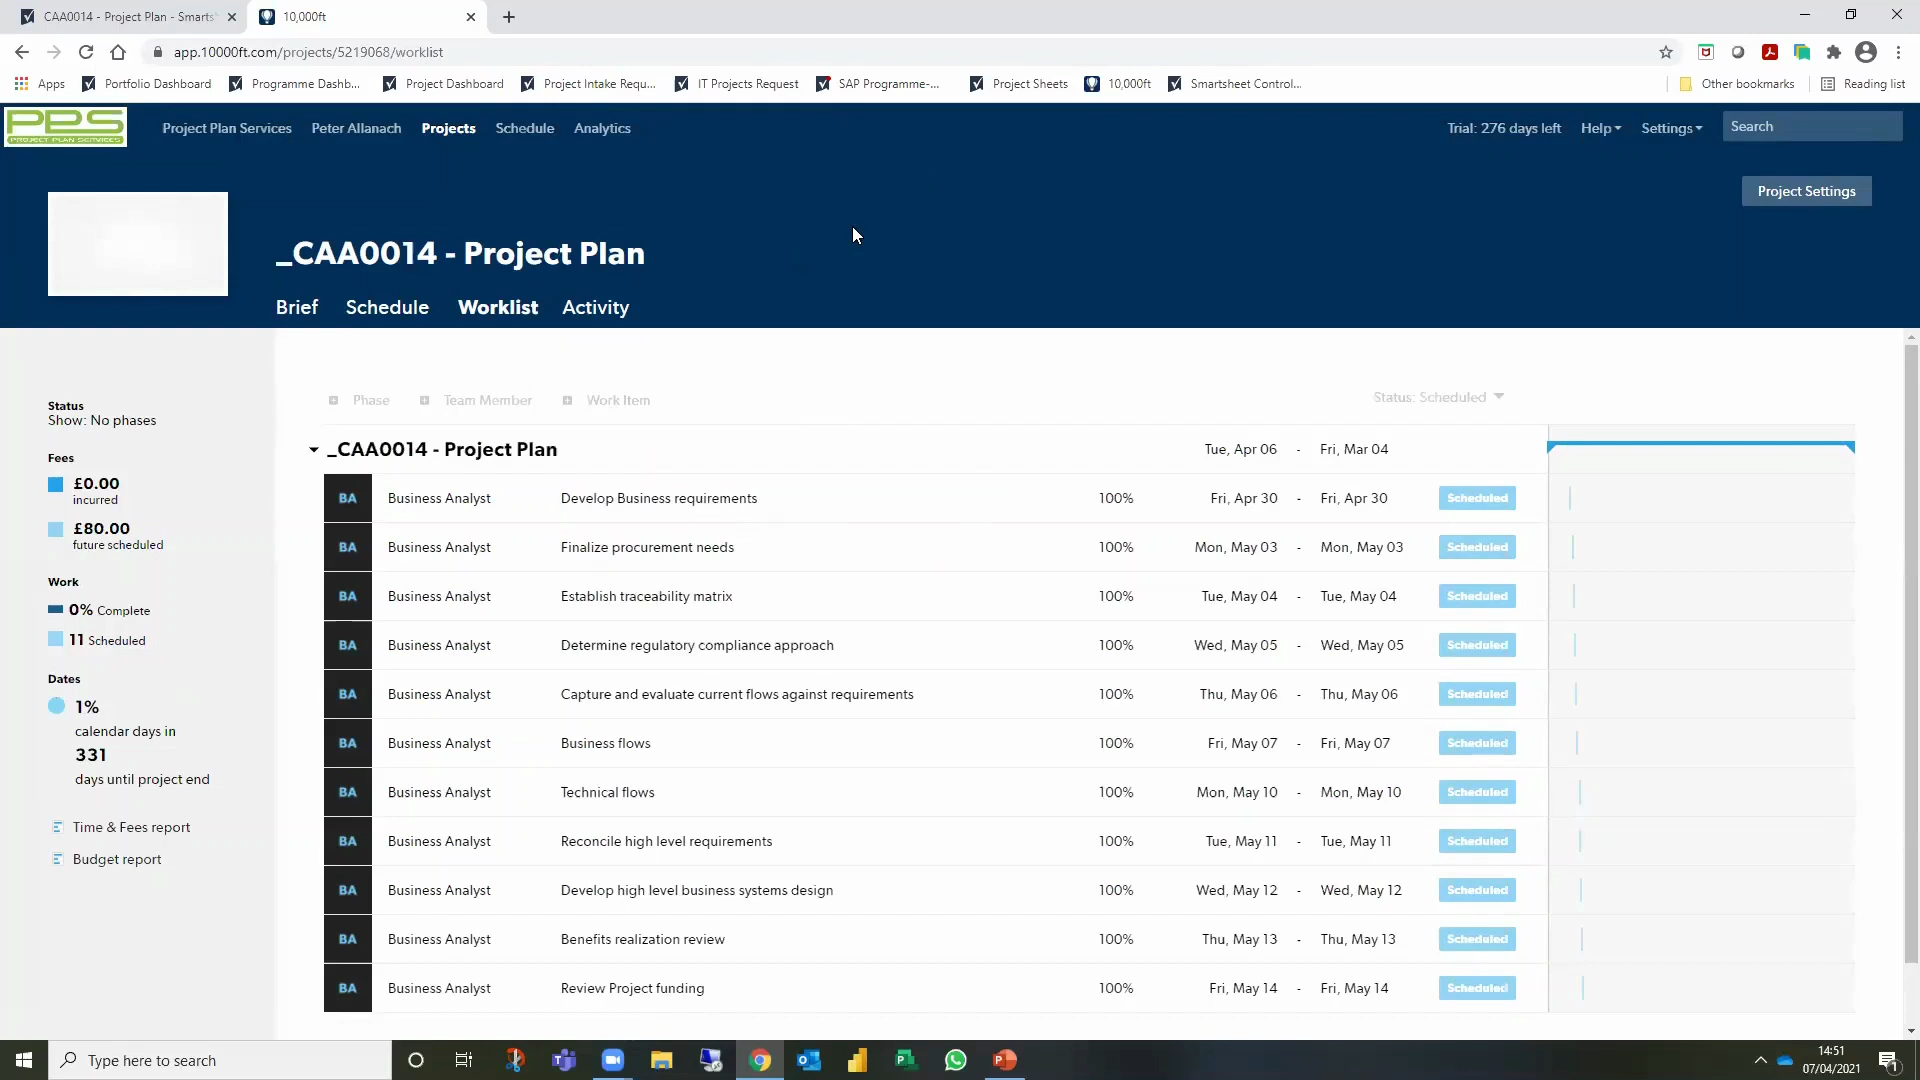 CAA0014 - Project Plan - Smarts
10,000ft
app.10000ft.com/projects/5219068/worklist
Apps
Portfolio Dashboard
Programme Dashb...
Project Dashboard
Project Intake Requ...
IT Projects Request
SAP Programme-...
Project Sheets
10,000ft
Smartsheet Control...
Other bookmarks
Reading list
PPS
PROJECT PLAN SERVICES
Project Plan Services
Peter Allanach
Projects
Schedule
Analytics
Trial: 276 days left
Help
Settings
Search
Project Settings
_CAA0014 - Project Plan
Brief
Schedule
Worklist
Activity
Status
Show: No phases
Fees
£0.00
incurred
£80.00
future scheduled
Work
0% Complete
11 Scheduled
Dates
1%
calendar days in
331
days until project end
Time & Fees report
Budget report
Phase
Team Member
Work Item
Status: Scheduled
_CAA0014 - Project Plan Tue, Apr 06 - Fri, Mar 04
BA Business Analyst Develop Business requirements 100% Fri, Apr 30 - Fri, Apr 30 Scheduled
BA Business Analyst Finalize procurement needs 100% Mon, May 03 - Mon, May 03 Scheduled
BA Business Analyst Establish traceability matrix 100% Tue, May 04 - Tue, May 04 Scheduled
BA Business Analyst Determine regulatory compliance approach 100% Wed, May 05 - Wed, May 05 Scheduled
BA Business Analyst Capture and evaluate current flows against requirements 100% Thu, May 06 - Thu, May 06 Scheduled
BA Business Analyst Business flows 100% Fri, May 07 - Fri, May 07 Scheduled
BA Business Analyst Technical flows 100% Mon, May 10 - Mon, May 10 Scheduled
BA Business Analyst Reconcile high level requirements 100% Tue, May 11 - Tue, May 11 Scheduled
BA Business Analyst Develop high level business systems design 100% Wed, May 12 - Wed, May 12 Scheduled
BA Business Analyst Benefits realization review 100% Thu, May 13 - Thu, May 13 Scheduled
BA Business Analyst Review Project funding 100% Fri, May 14 - Fri, May 14 Scheduled
Type here to search
14:51
07/04/2021